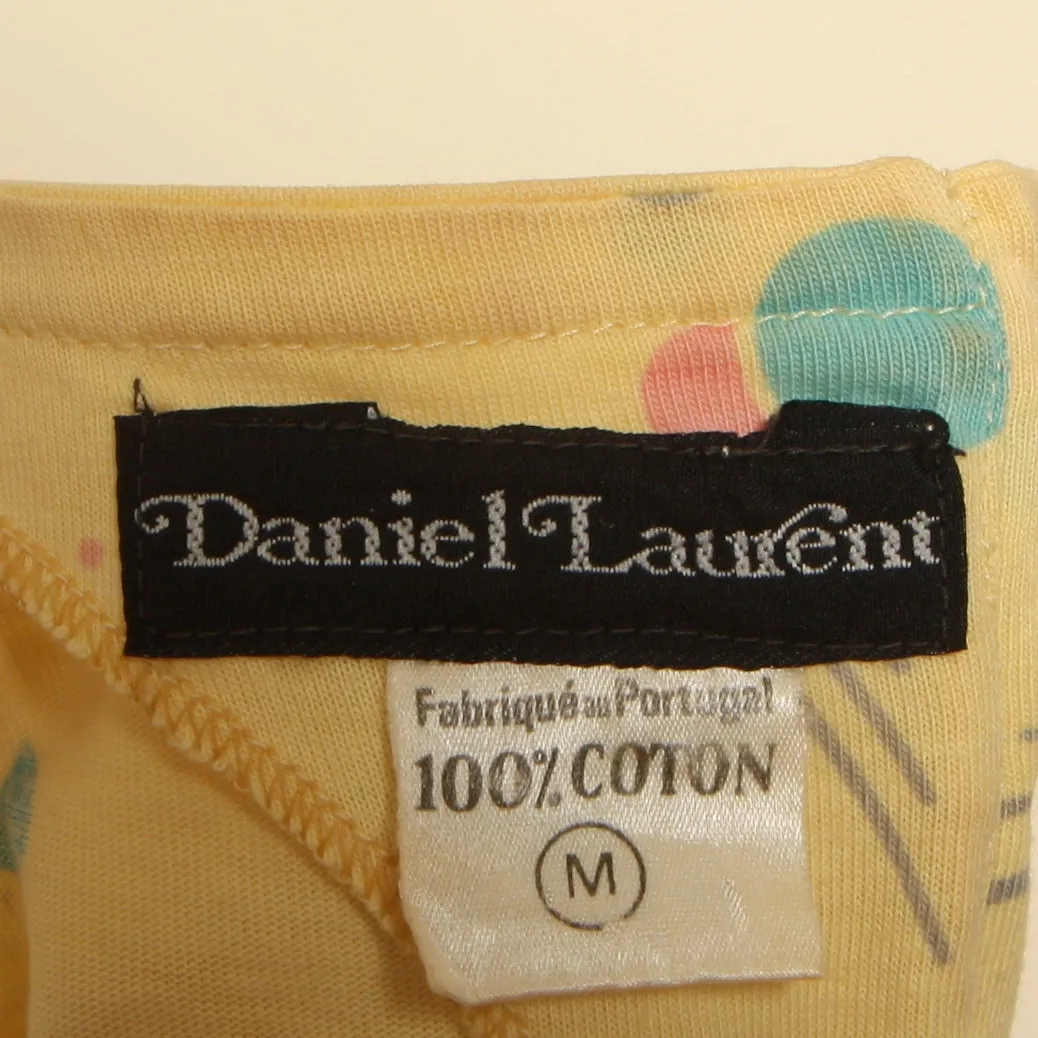 Daniel Laurent
Fabriqué au Portugal
100% COTON
M